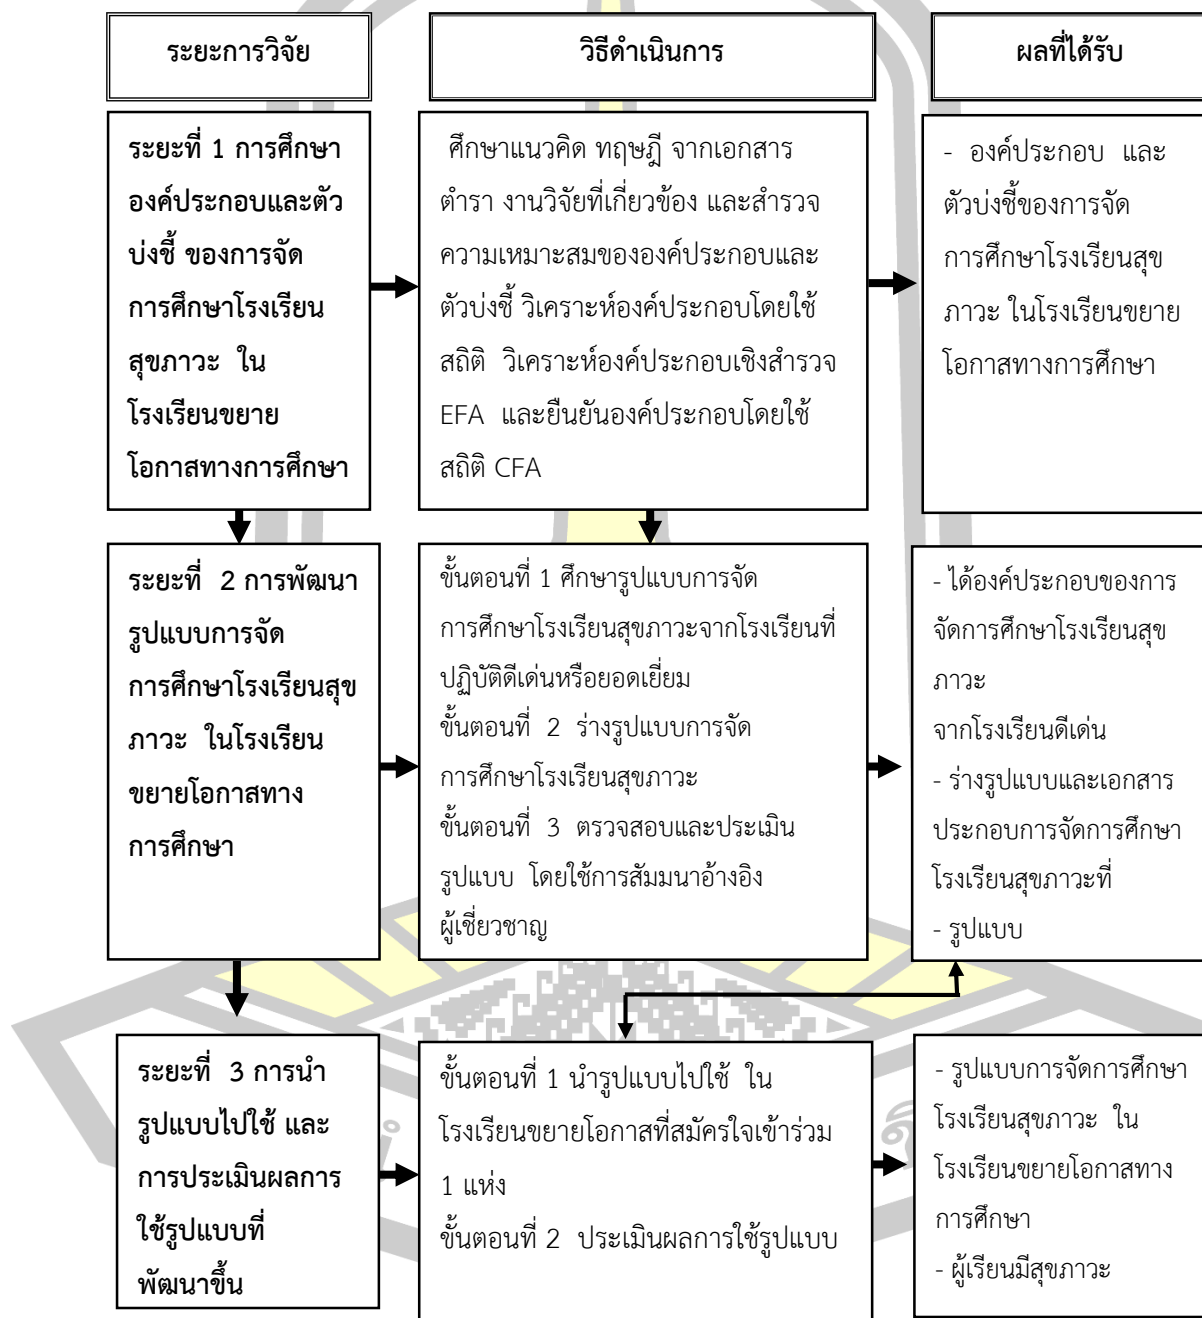 ระยะการวิจัย
วิธีดำเนินการ
ผลที่ได้รับ
ระยะที่ 1 การศึกษา
องค์ประกอบและตัว
บ่งชี้ ของการจัด
การศึกษาโรงเรียน
สุขภาวะ ใน
โรงเรียนขยาย
โอกาสทางการศึกษา
ศึกษาแนวคิด ทฤษฎี จากเอกสาร
ตำรา งานวิจัยที่เกี่ยวข้อง และสำรวจ
ความเหมาะสมขององค์ประกอบและ
ตัวบ่งชี้ วิเคราะห์องค์ประกอบโดยใช้
สถิติ วิเคราะห์องค์ประกอบเชิงสำรวจ
EFA และยืนยันองค์ประกอบโดยใช้
สถิติ CFA
- องค์ประกอบ และ
ตัวบ่งชี้ของการจัด
การศึกษาโรงเรียนสุข
ภาวะ ในโรงเรียนขยาย
โอกาสทางการศึกษา
ระยะที่ 2 การพัฒนา
รูปแบบการจัด
การศึกษาโรงเรียนสุข
ภาวะ ในโรงเรียน
ขยายโอกาสทาง
การศึกษา
ขั้นตอนที่ 1 ศึกษารูปแบบการจัด
การศึกษาโรงเรียนสุขภาวะจากโรงเรียนที่
ปฏิบัติดีเด่นหรือยอดเยี่ยม
ขั้นตอนที่ 2 ร่างรูปแบบการจัด
การศึกษาโรงเรียนสุขภาวะ
ขั้นตอนที่ 3 ตรวจสอบและประเมิน
รูปแบบ โดยใช้การสัมมนาอ้างอิง
ผู้เชี่ยวชาญ
- ได้องค์ประกอบของการ
จัดการศึกษาโรงเรียนสุข
ภาวะ
จากโรงเรียนดีเด่น
- ร่างรูปแบบและเอกสาร
ประกอบการจัดการศึกษา
โรงเรียนสุขภาวะที่
- รูปแบบ
ระยะที่ 3 การนำ
รูปแบบไปใช้ และ
การประเมินผลการ
ใช้รูปแบบที่
พัฒนาขึ้น
ขั้นตอนที่ 1 นำรูปแบบไปใช้ ใน
โรงเรียนขยายโอกาสที่สมัครใจเข้าร่วม
1 แห่ง
ขั้นตอนที่ 2 ประเมินผลการใช้รูปแบบ
- รูปแบบการจัดการศึกษา
โรงเรียนสุขภาวะ ใน
โรงเรียนขยายโอกาสทาง
การศึกษา
- ผู้เรียนมีสุขภาวะ